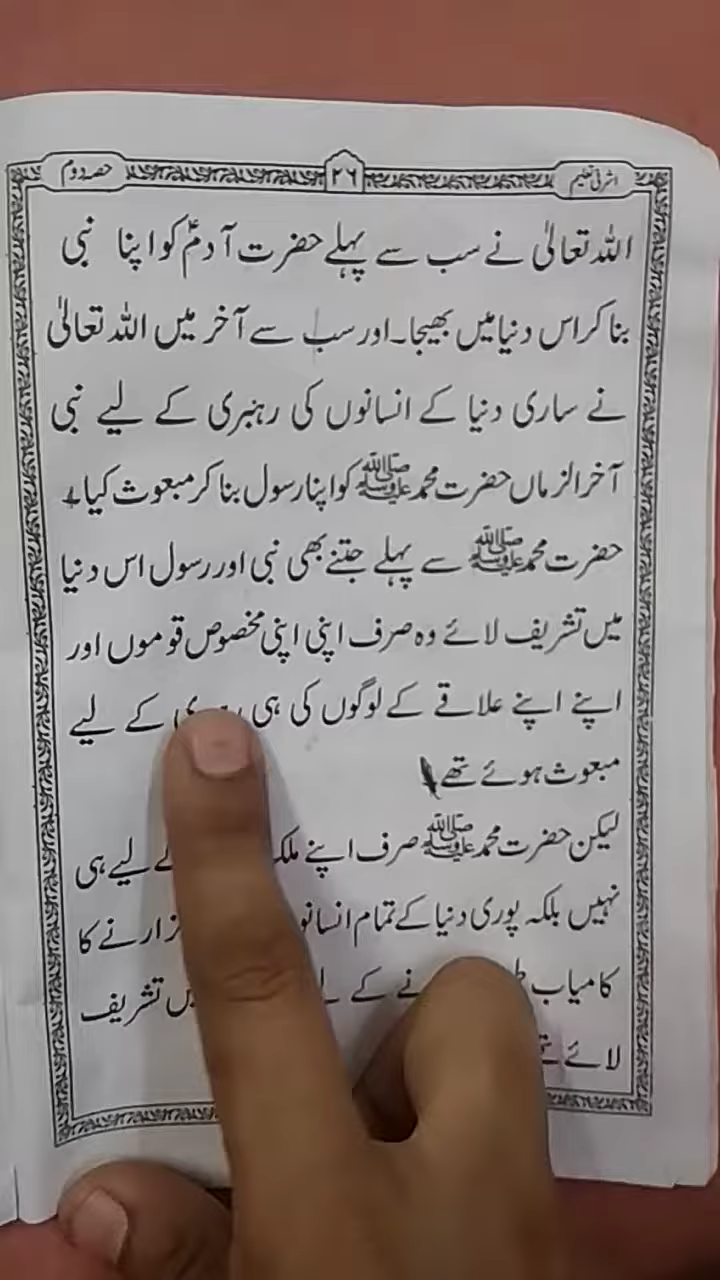 اشرفی تعلیم ۲۶ حصہ دوم
اللہ تعالیٰ نے سب سے پہلے حضرت آدمؑ کو اپنا نبی
بنا کر اس دنیا میں بھیجا۔ اور سب سے آخر میں اللہ تعالیٰ
نے ساری دنیا کے انسانوں کی رہنبری کے لیے نبی
آخر الزماں حضرت محمد ﷺ کو اپنا رسول بنا کر مبعوث کیا۔
حضرت محمد ﷺ سے پہلے جتنے بھی نبی اور رسول اس دنیا
میں تشریف لائے وہ صرف اپنی اپنی مخصوص قوموں اور
اپنے اپنے علاقے کے لوگوں کی ہی کے لیے
مبعوث ہوئے تھے
لیکن حضرت محمد ﷺ صرف اپنے لیے ہی
نہیں بلکہ پوری دنیا کے تمام کا
کامیاب کے تشریف
لائے